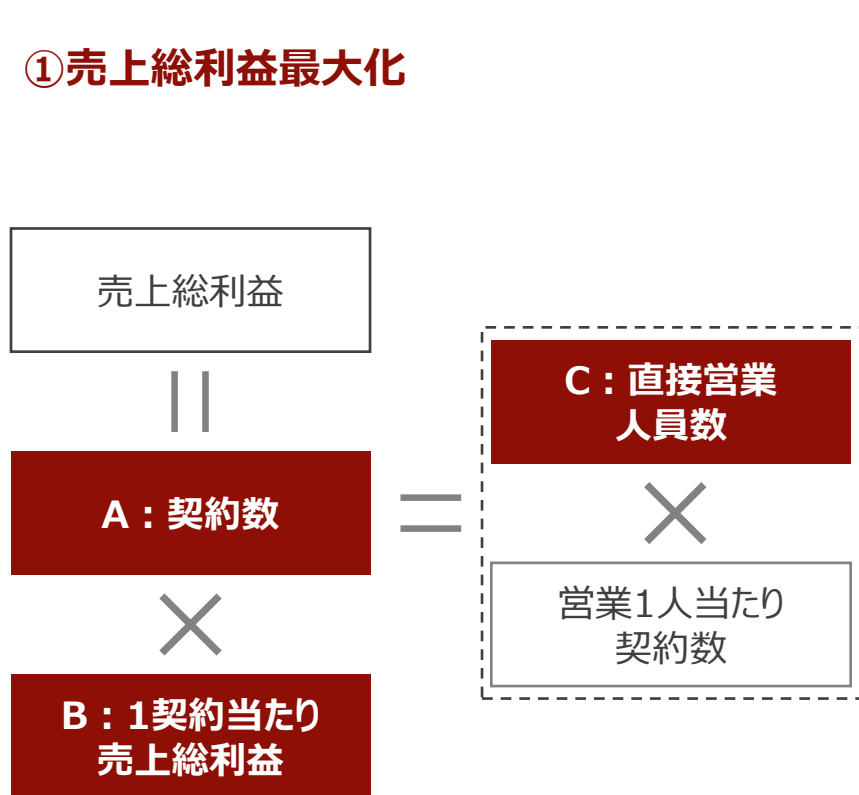 ①売上総利益最大化
売上総利益
A：契約数
B：1契約当たり
売上総利益
C：直接営業
人員数
営業1人当たり
契約数